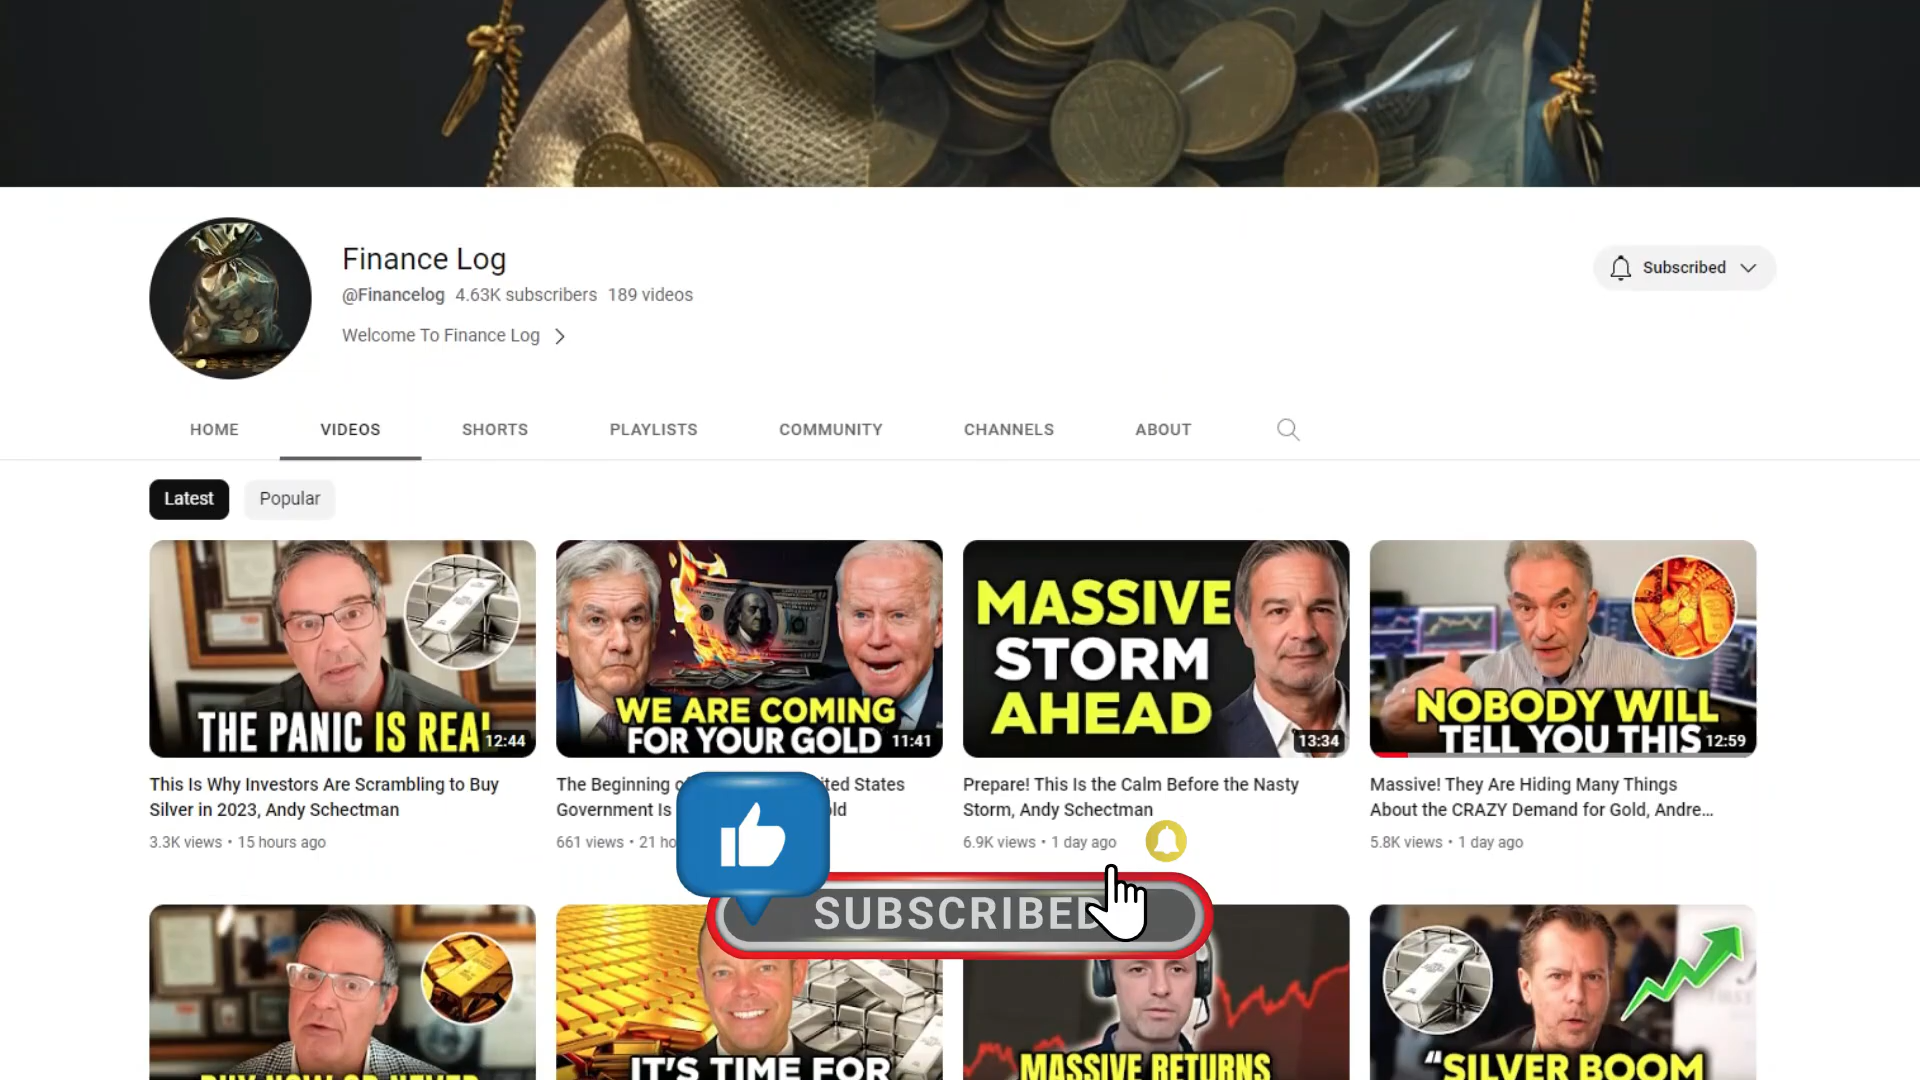 Finance Log
@Financelog 4.63K subscribers 189 videos
Welcome To Finance Log
Subscribed
HOME VIDEOS SHORTS PLAYLISTS COMMUNITY CHANNELS ABOUT
Latest Popular
THE PANIC IS REAL
12:44
WE ARE COMING
FOR YOUR GOLD
11:41
MASSIVE
STORM
AHEAD
13:34
NOBODY WILL
TELL YOU THIS
12:59
This Is Why Investors Are Scrambling to Buy
Silver in 2023, Andy Schectman
3.3K views • 15 hours ago
The Beginning ited States
Government Is ld
661 views • 21 ho
Prepare! This Is the Calm Before the Nasty
Storm, Andy Schectman
6.9K views • 1 day ago
Massive! They Are Hiding Many Things
About the CRAZY Demand for Gold, Andre...
5.8K views • 1 day ago
SUBSCRIBED
BUY NOW OR NEVER
IT'S TIME FOR
MASSIVE RETURNS
"SILVER BOOM